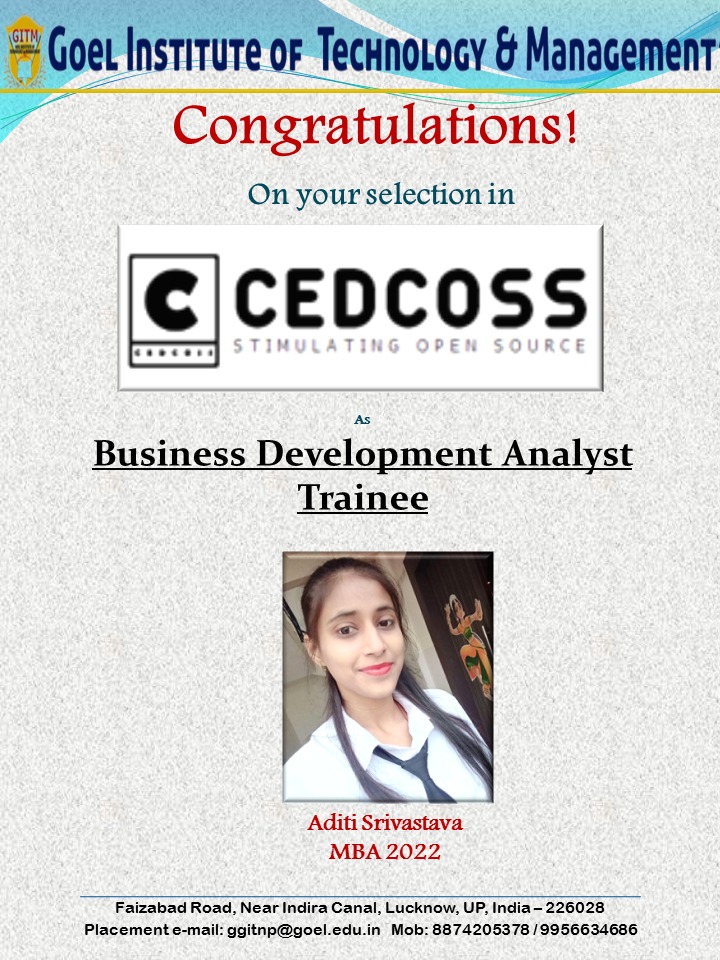 GITM
GOEL INSTITUTE OF TECHNOLOGY & MANAGEMENT
Congratulations!
On your selection in
C CEDCOSS
CEDCOSS
STIMULATING OPEN SOURCE
As
Business Development Analyst
Trainee
Aditi Srivastava
MBA 2022
Faizabad Road, Near Indira Canal, Lucknow, UP, India – 226028
Placement e-mail: ggitnp@goel.edu.in Mob: 8874205378 / 9956634686